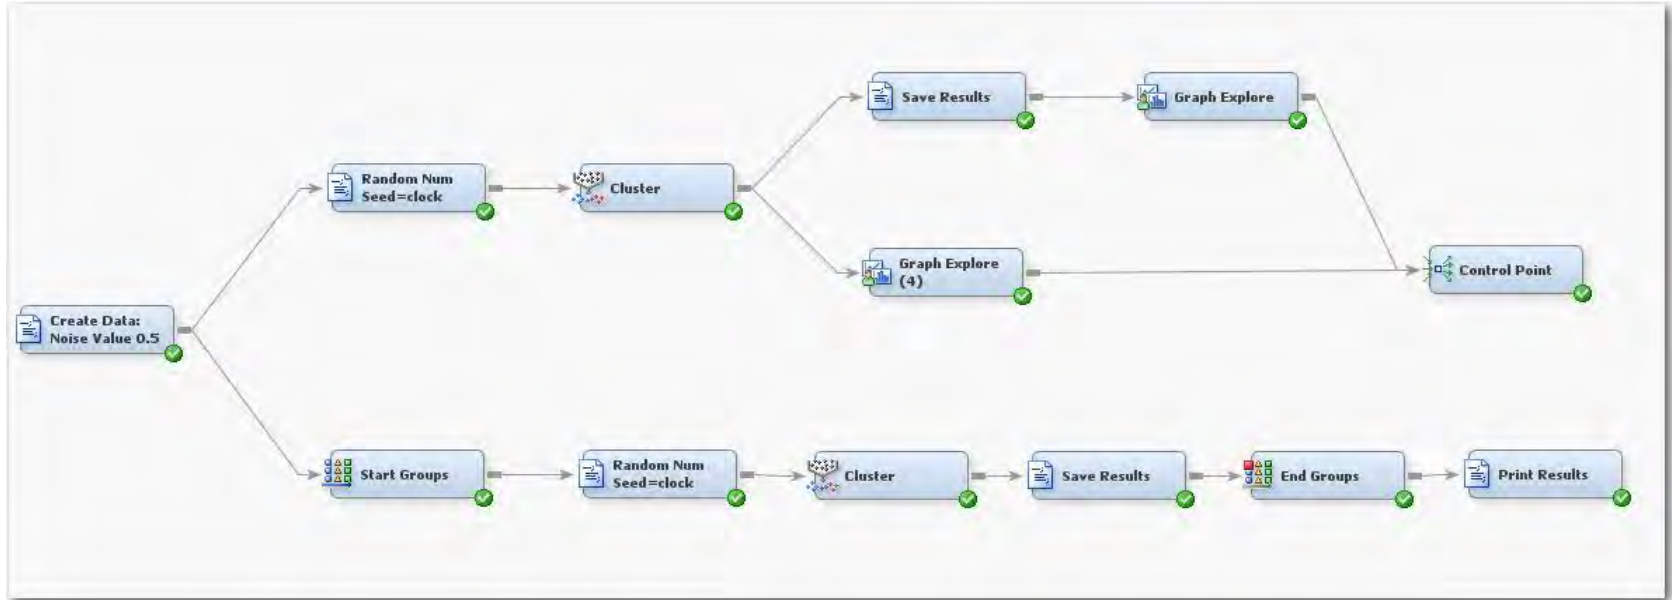 Save Results
Graph Explore
Random Num
Seed=clock
Cluster
Graph Explore
(4)
Control Point
Create Data:
Noise Value 0.5
Start Groups
Random Num
Seed=clock
Cluster
Save Results
End Groups
Print Results